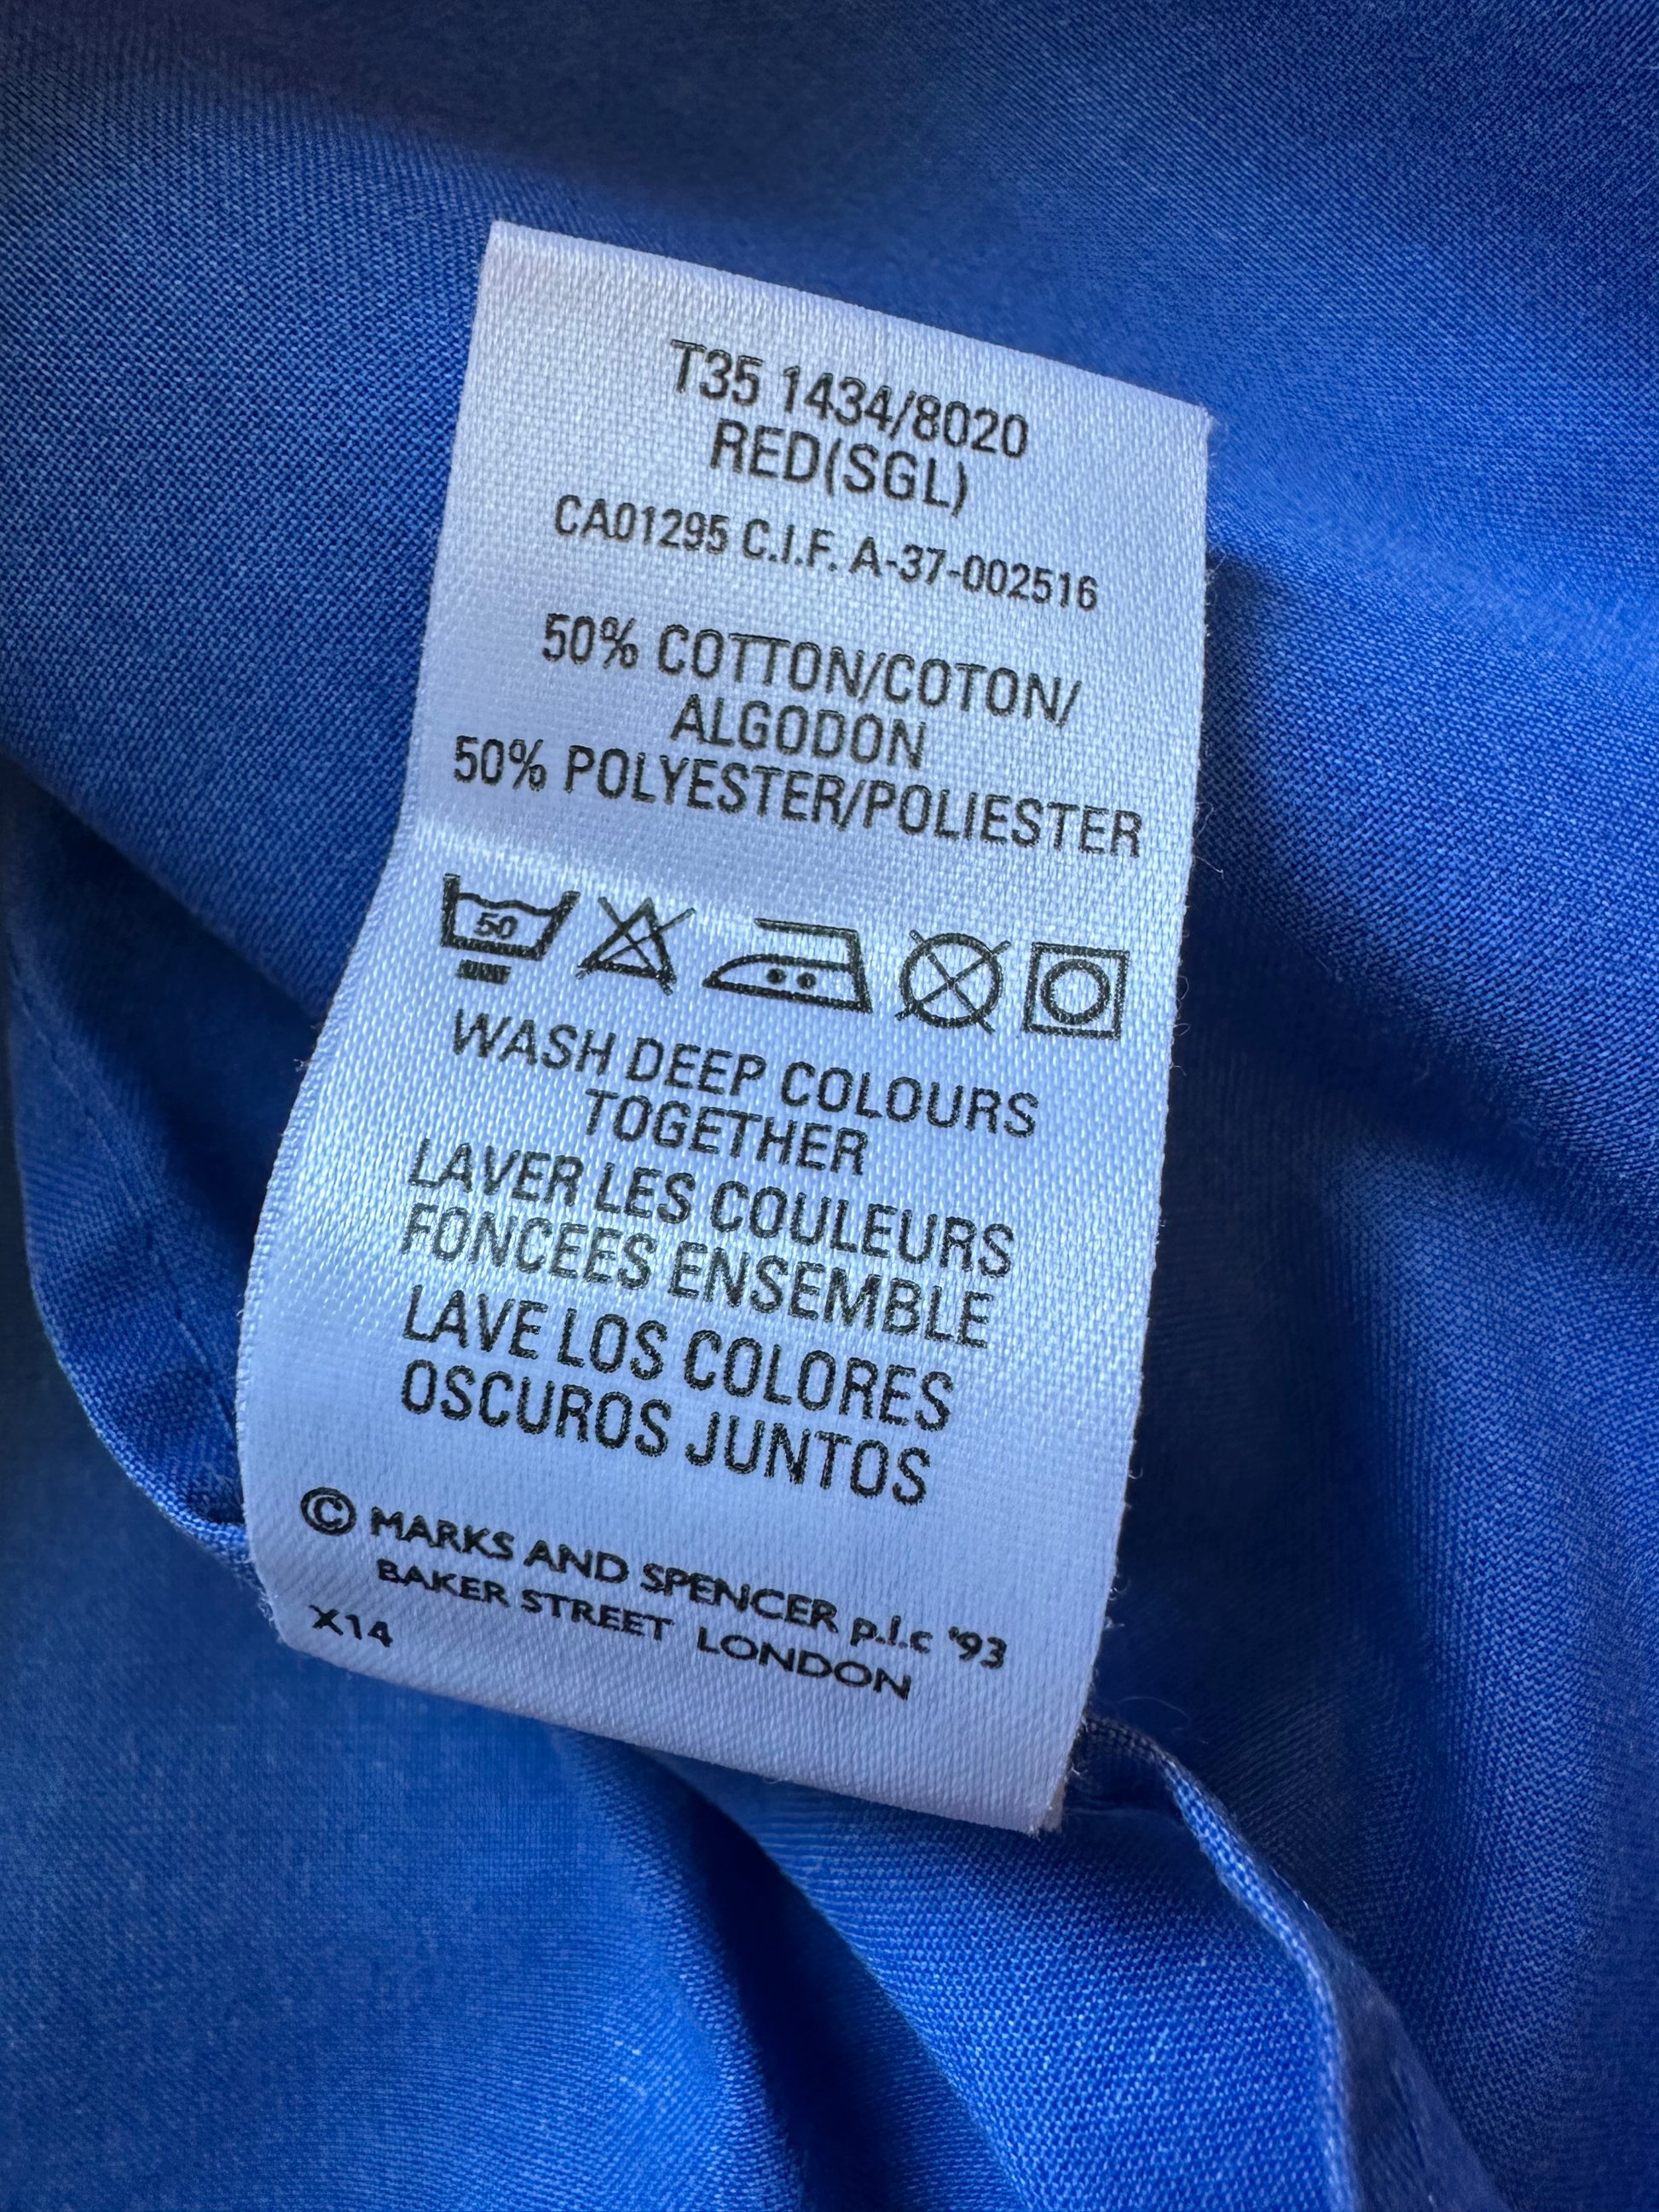 T35 1434/8020
RED(SGL)
CA01295 C.I.F. A-37-002516
50% COTTON/COTON/
ALGODON
50% POLYESTER/POLIESTER
50
WASH DEEP COLOURS
TOGETHER
LAVER LES COULEURS
FONCEES ENSEMBLE
LAVE LOS COLORES
OSCUROS JUNTOS
© MARKS AND SPENCER p.l.c '93
BAKER STREET LONDON
X14